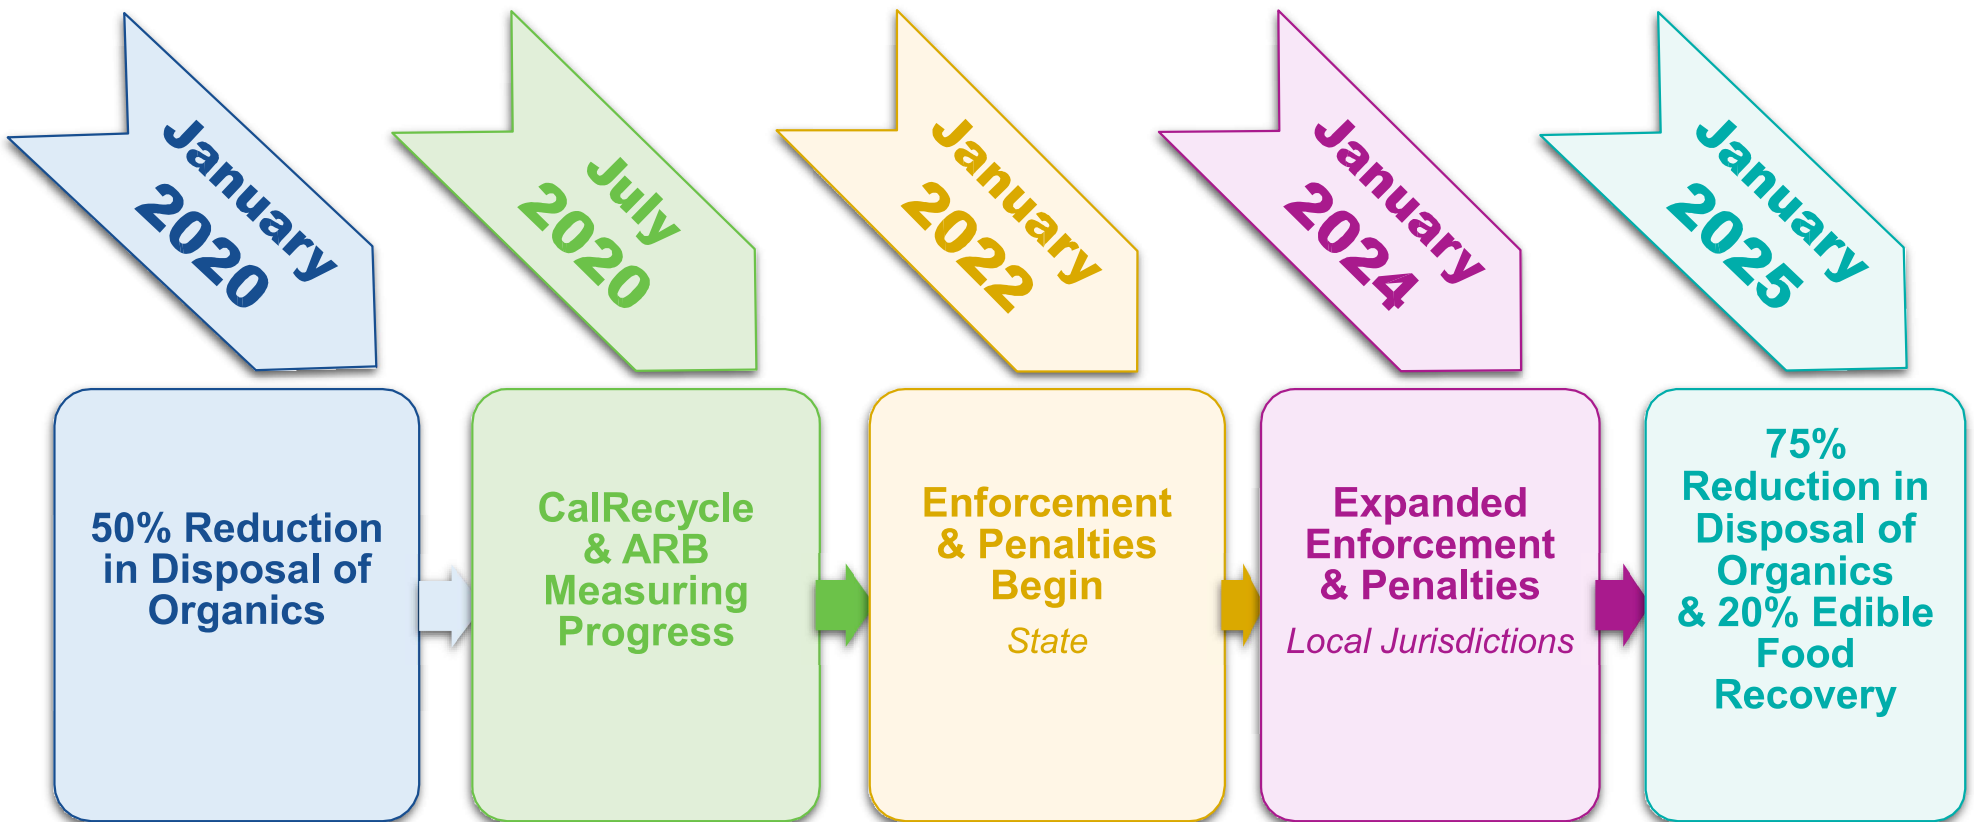 January
2020
July
2020
January
2022
January
2024
January
2025
50% Reduction
in Disposal of
Organics
CalRecycle
& ARB
Measuring
Progress
Enforcement
& Penalties
Begin
State
Expanded
Enforcement
& Penalties
Local Jurisdictions
75%
Reduction in
Disposal of
Organics
& 20% Edible
Food
Recovery